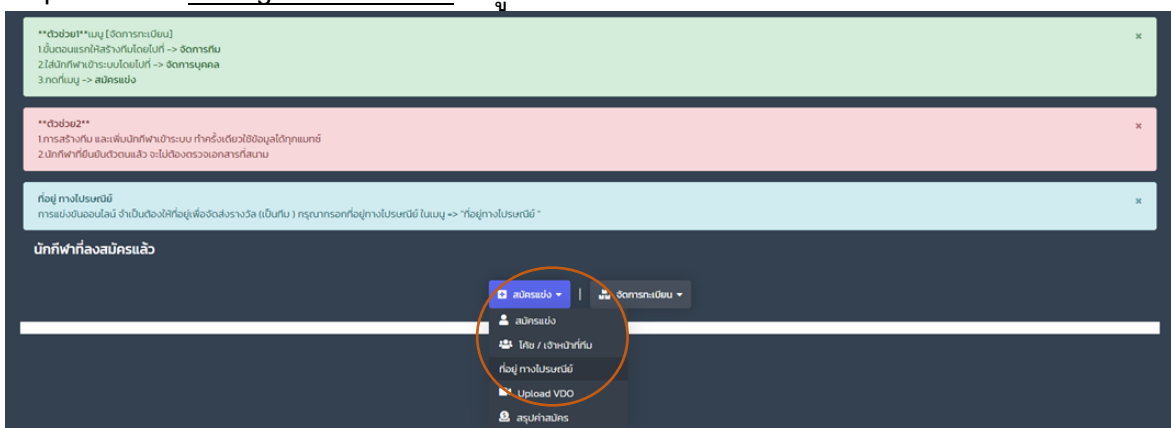 **ตัวช่วย1**เมนู [จัดการทะเบียน]
1.ขั้นตอนแรกให้สร้างทีมโดยไปที่ -> จัดการทีม
2.ใส่นักกีฬาเข้าระบบโดยไปที่ -> จัดการบุคคล
3.กดที่เมนู -> สมัครแข่ง
**ตัวช่วย2**
1.การสร้างทีม และเพิ่มนักกีฬาเข้าระบบ ทำครั้งเดียวใช้ข้อมูลได้ทุกแมทช์
2.นักกีฬาที่ยืนยันตัวตนแล้ว จะไม่ต้องตรวจเอกสารที่สนาม
ที่อยู่ ทางไปรษณีย์
การแข่งขันออนไลน์ จำเป็นต้องให้ที่อยู่เพื่อจัดส่งรางวัล (เป็นทีม ) กรุณากรอกที่อยู่ทางไปรษณีย์ ในเมนู => "ที่อยู่ทางไปรษณีย์ "
นักกีฬาที่ลงสมัครแล้ว
สมัครแข่ง | จัดการทะเบียน
สมัครแข่ง
โค้ช / เจ้าหน้าที่ทีม
ที่อยู่ ทางไปรษณีย์
Upload VDO
สรุปค่าสมัคร